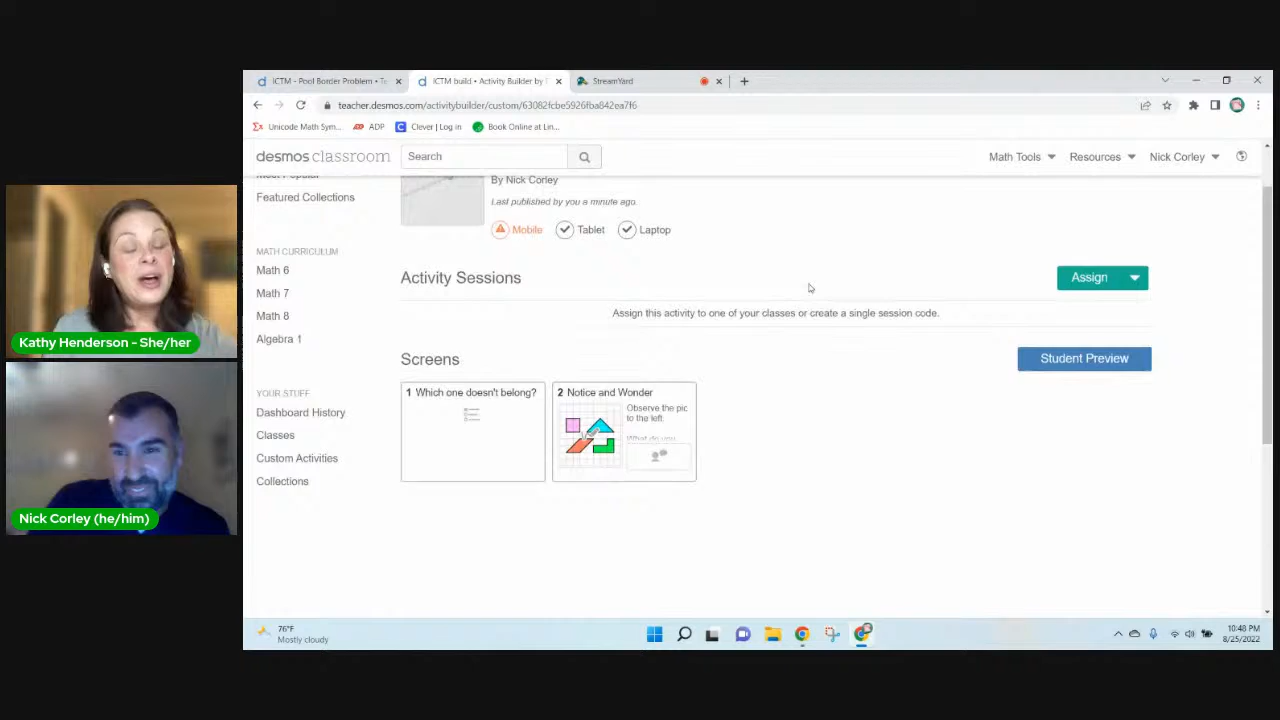 ICTM - Pool Border Problem • Te
ICTM build • Activity Builder by D
StreamYard
teacher.desmos.com/activitybuilder/custom/63082fcbe5926fba842ea7f6
Unicode Math Sym...
ADP
Clever | Log in
Book Online at Lin...
desmos classroom
Search
Math Tools
Resources
Nick Corley
Most Popular
Featured Collections
MATH CURRICULUM
Math 6
Math 7
Math 8
Algebra 1
YOUR STUFF
Dashboard History
Classes
Custom Activities
Collections
By Nick Corley
Last published by you a minute ago.
Mobile
Tablet
Laptop
Activity Sessions
Assign
Assign this activity to one of your classes or create a single session code.
Screens
Student Preview
1 Which one doesn't belong?
2 Notice and Wonder
Observe the pic
to the left.
What do you
Kathy Henderson - She/her
Nick Corley (he/him)
76°F
Mostly cloudy
10:48 PM
8/25/2022